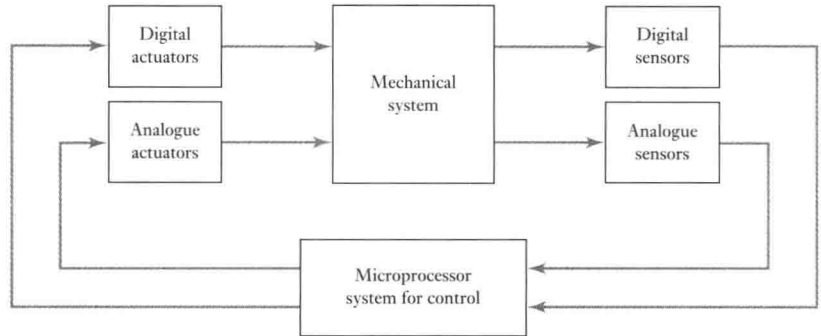 Digital
actuators
Mechanical
system
Digital
sensors
Analogue
actuators
Analogue
sensors
Microprocessor
system for control